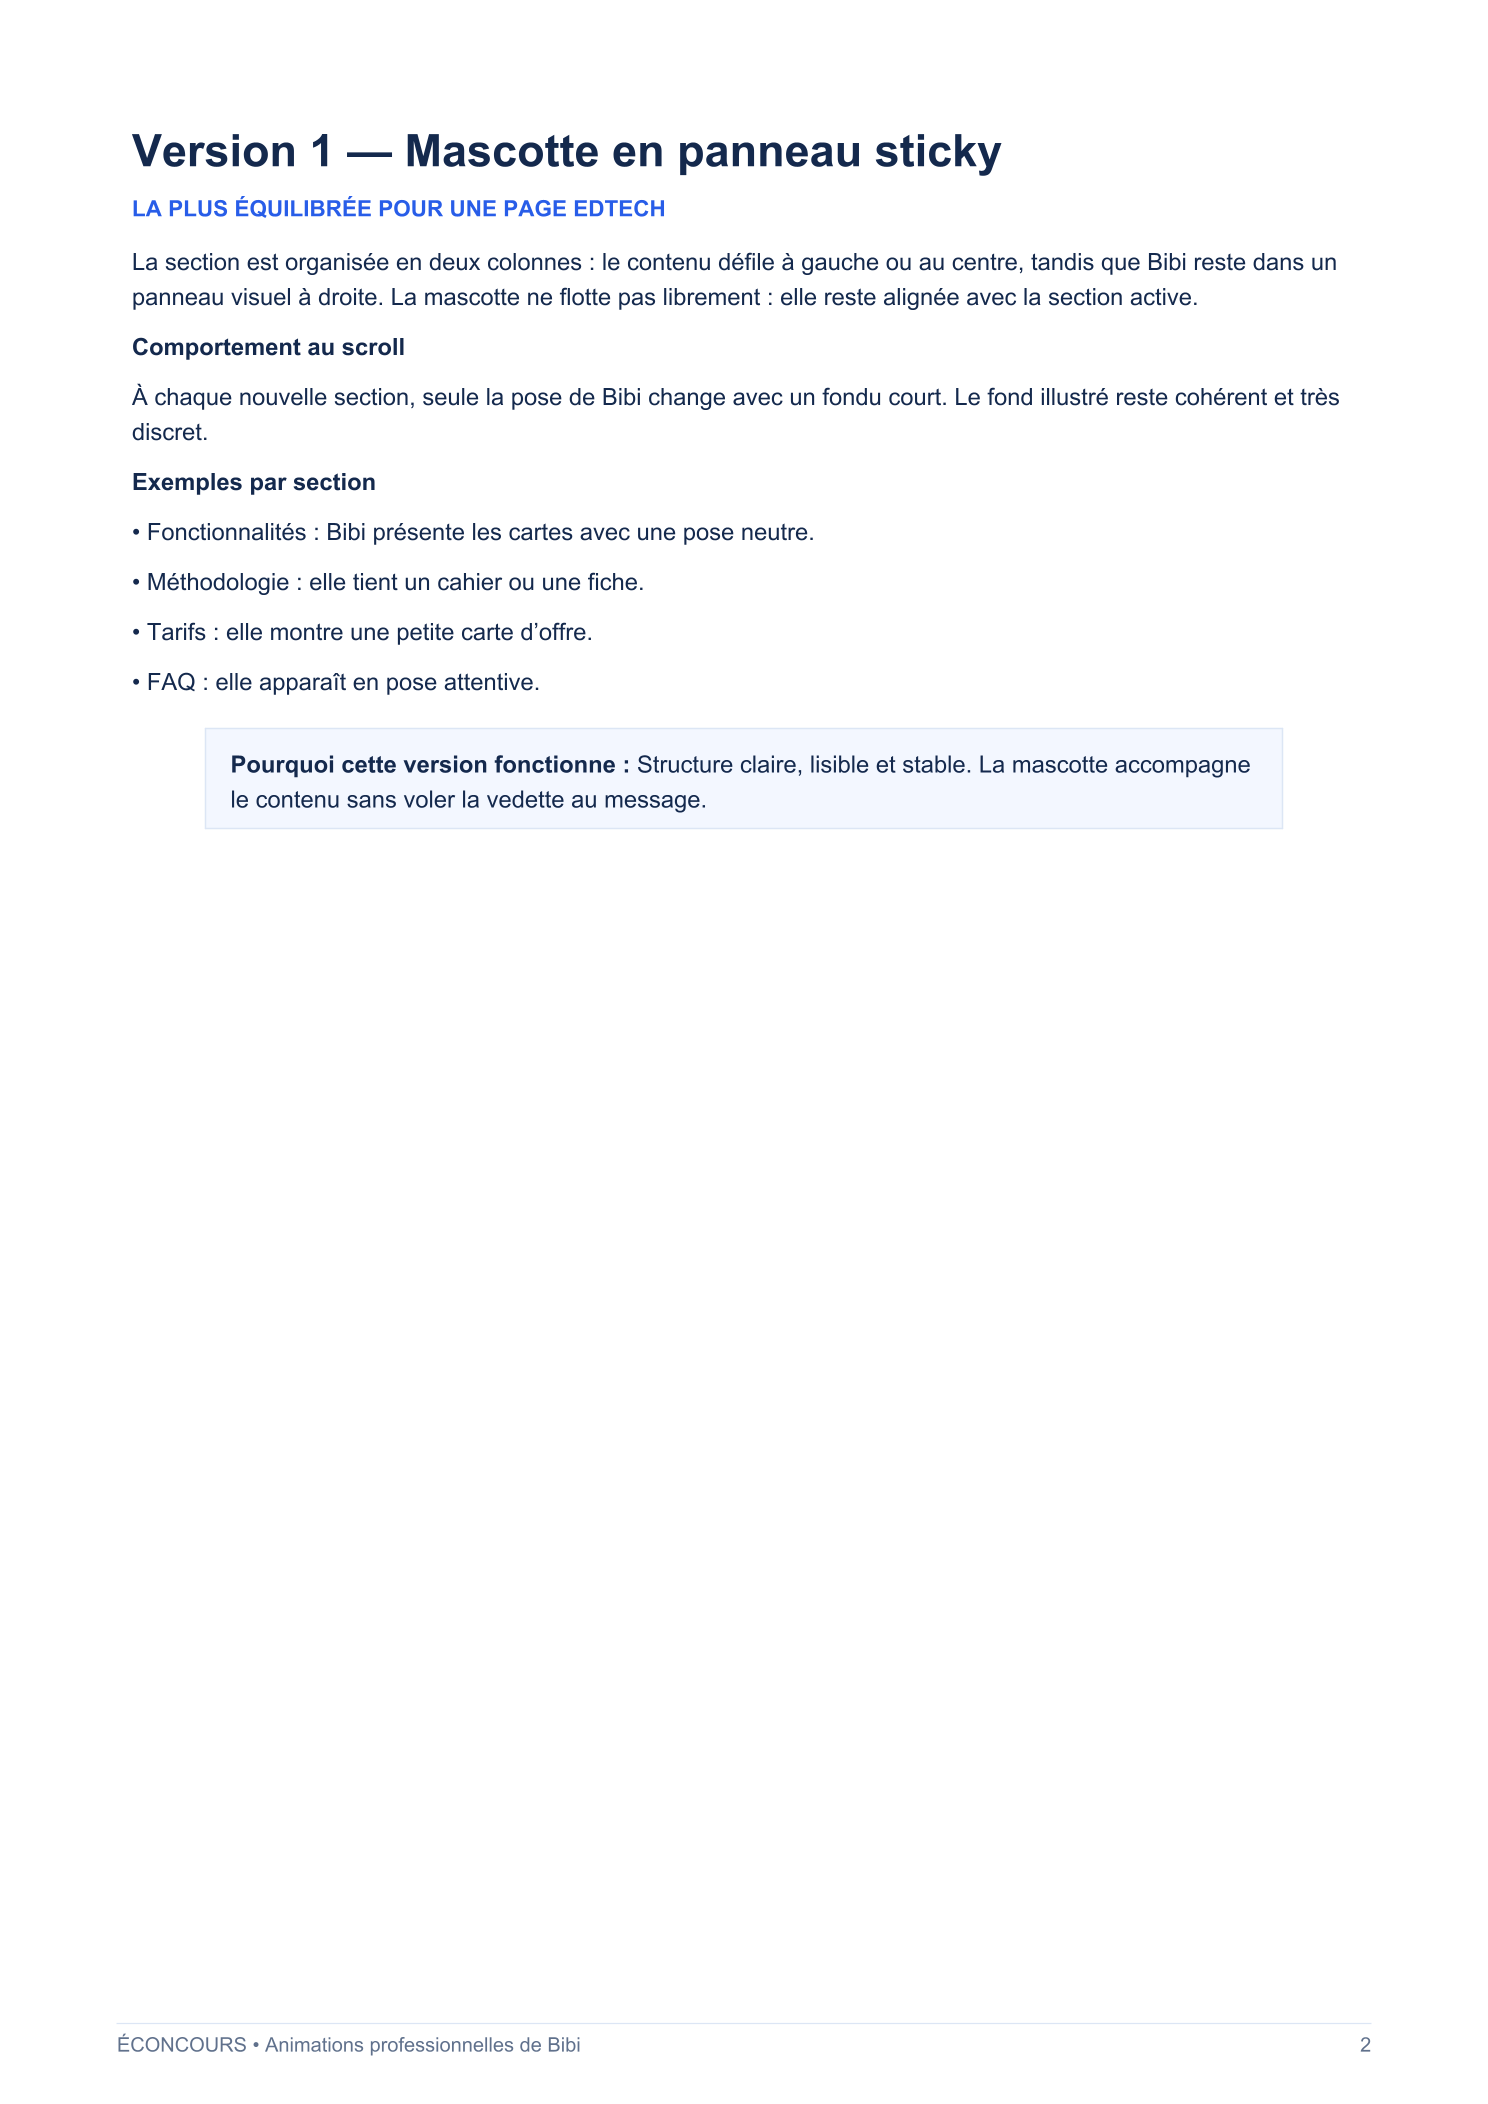 Version 1 — Mascotte en panneau sticky
LA PLUS ÉQUILIBRÉE POUR UNE PAGE EDTECH
La section est organisée en deux colonnes : le contenu défile à gauche ou au centre, tandis que Bibi reste dans un
panneau visuel à droite. La mascotte ne flotte pas librement : elle reste alignée avec la section active.
Comportement au scroll
À chaque nouvelle section, seule la pose de Bibi change avec un fondu court. Le fond illustré reste cohérent et très
discret.
Exemples par section
• Fonctionnalités : Bibi présente les cartes avec une pose neutre.
• Méthodologie : elle tient un cahier ou une fiche.
• Tarifs : elle montre une petite carte d’offre.
• FAQ : elle apparaît en pose attentive.
Pourquoi cette version fonctionne : Structure claire, lisible et stable. La mascotte accompagne
le contenu sans voler la vedette au message.
ÉCONCOURS • Animations professionnelles de Bibi 2